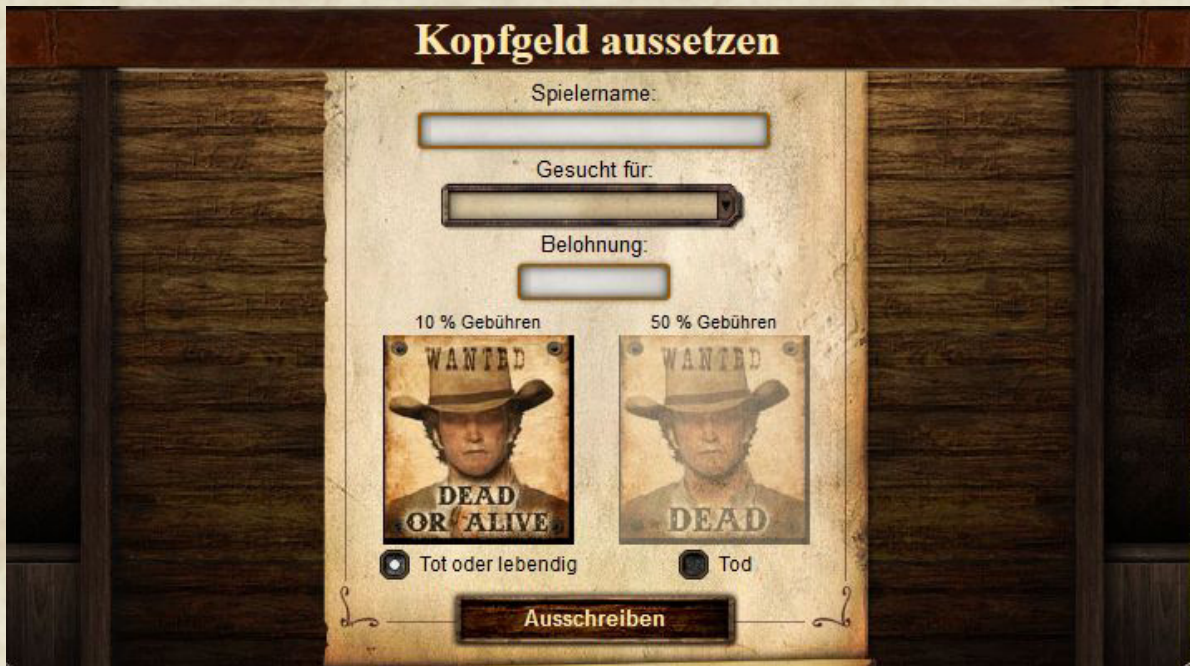 Kopfgeld aussetzen
Spielername:
Gesucht für:
Belohnung:
10 % Gebühren
50 % Gebühren
WANTED
DEAD
OR ALIVE
WANTED
DEAD
Tot oder lebendig
Tod
Ausschreiben